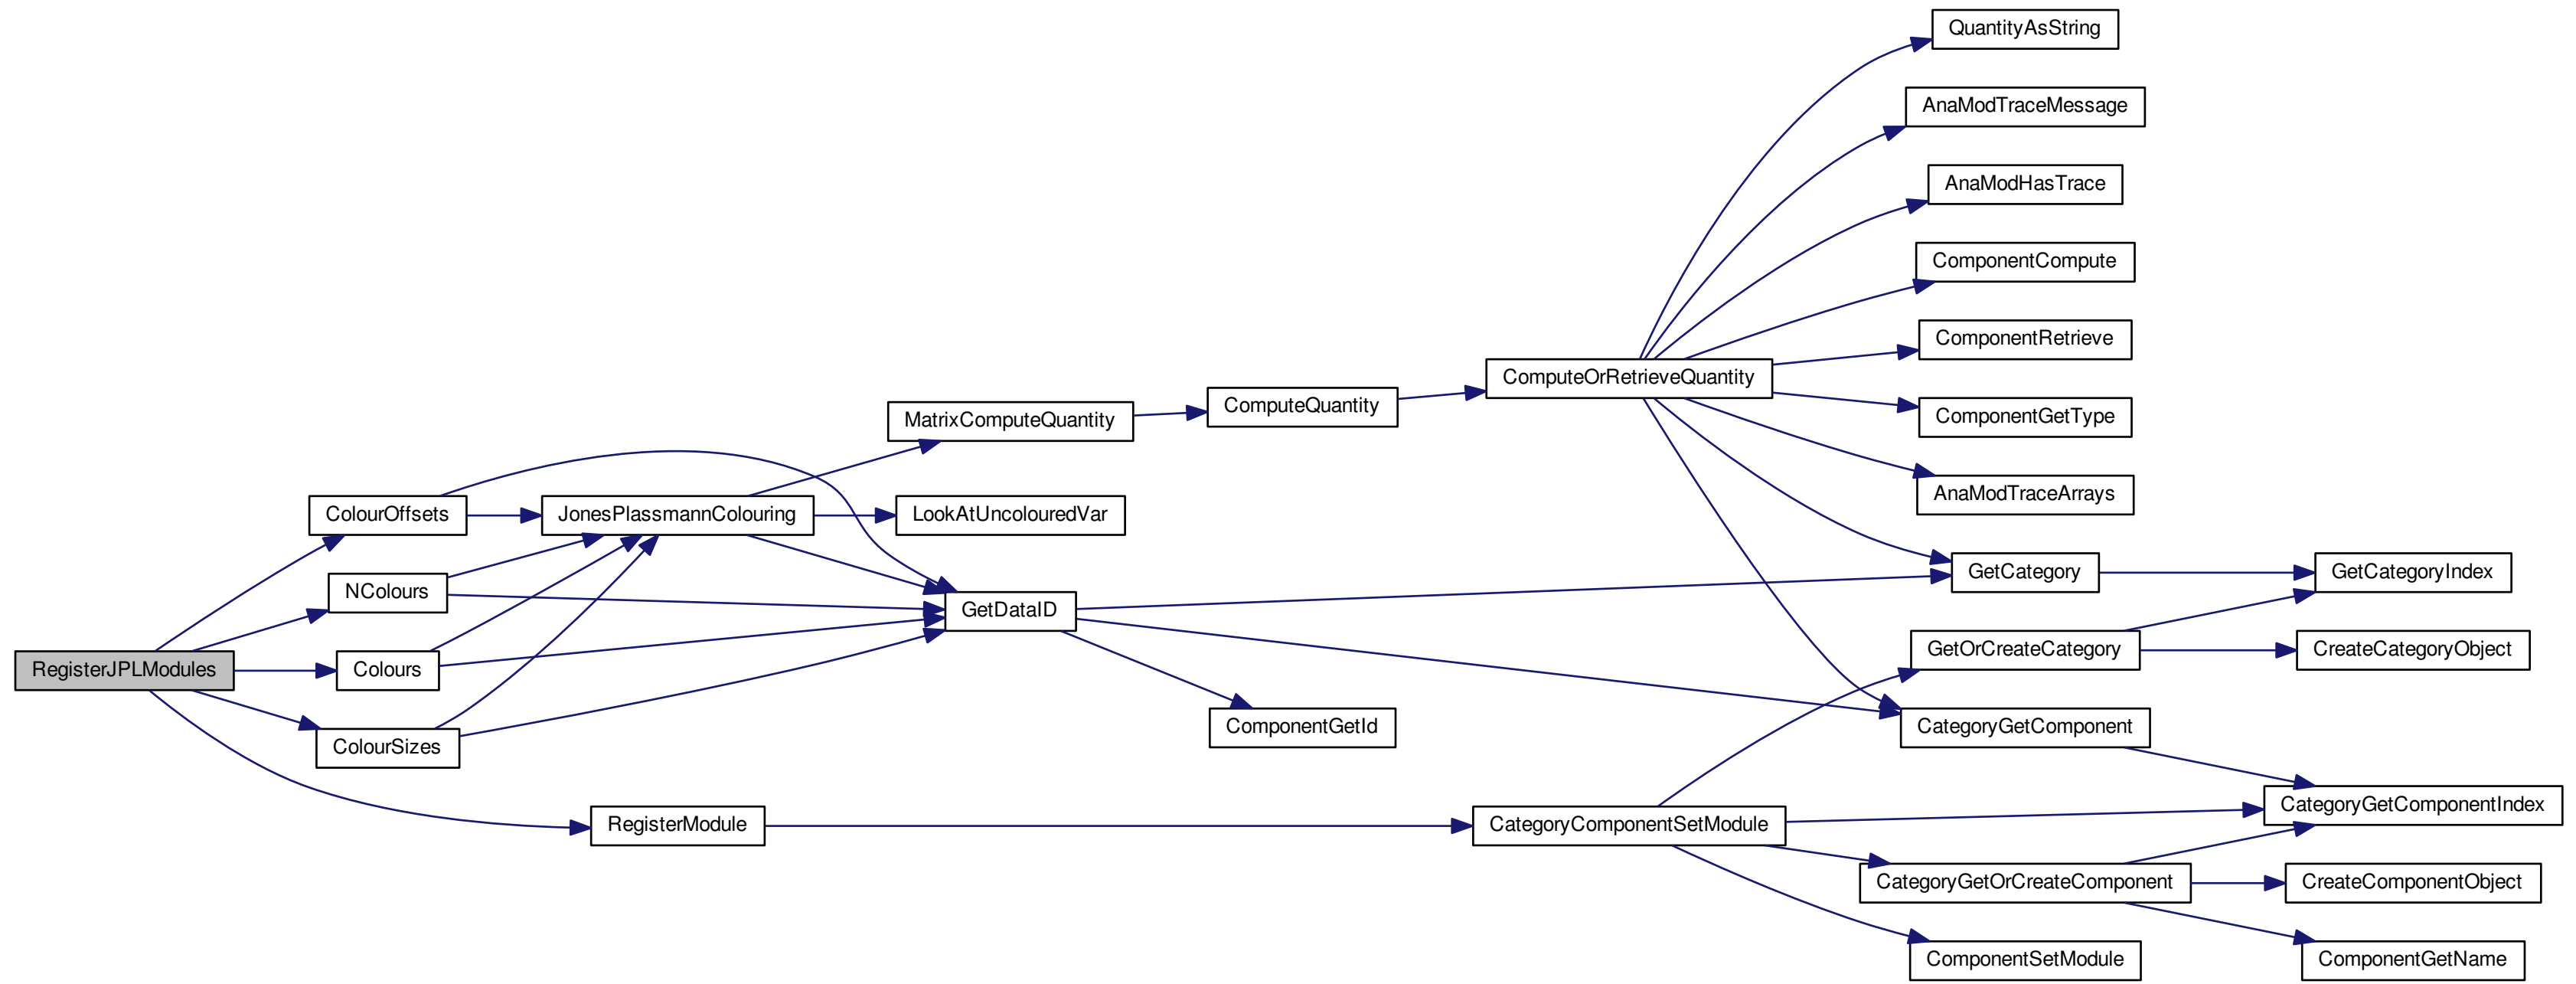 QuantityAsString
AnaModTraceMessage
AnaModHasTrace
ComponentCompute
ComponentRetrieve
ComputeOrRetrieveQuantity
ComputeQuantity
ComponentGetType
MatrixComputeQuantity
AnaModTraceArrays
ColourOffsets
JonesPlassmannColouring
LookAtUncolouredVar
GetCategory
GetCategoryIndex
NColours
GetDataID
GetOrCreateCategory
CreateCategoryObject
RegisterJPLModules
Colours
ComponentGetId
CategoryGetComponent
ColourSizes
CategoryGetComponentIndex
RegisterModule
CategoryComponentSetModule
CategoryGetOrCreateComponent
CreateComponentObject
ComponentSetModule
ComponentGetName